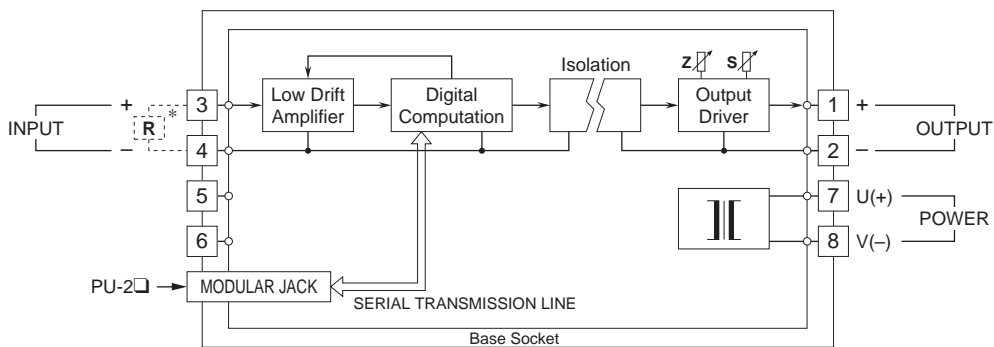 Isolation
Z S
3 Low Drift
Amplifier
Digital
Computation
Output
Driver
1 +
+
R *
INPUT
OUTPUT
–
4
2 –
5
7 U(+)
POWER
6
8 V(–)
PU-2❏
MODULAR JACK
SERIAL TRANSMISSION LINE
Base Socket